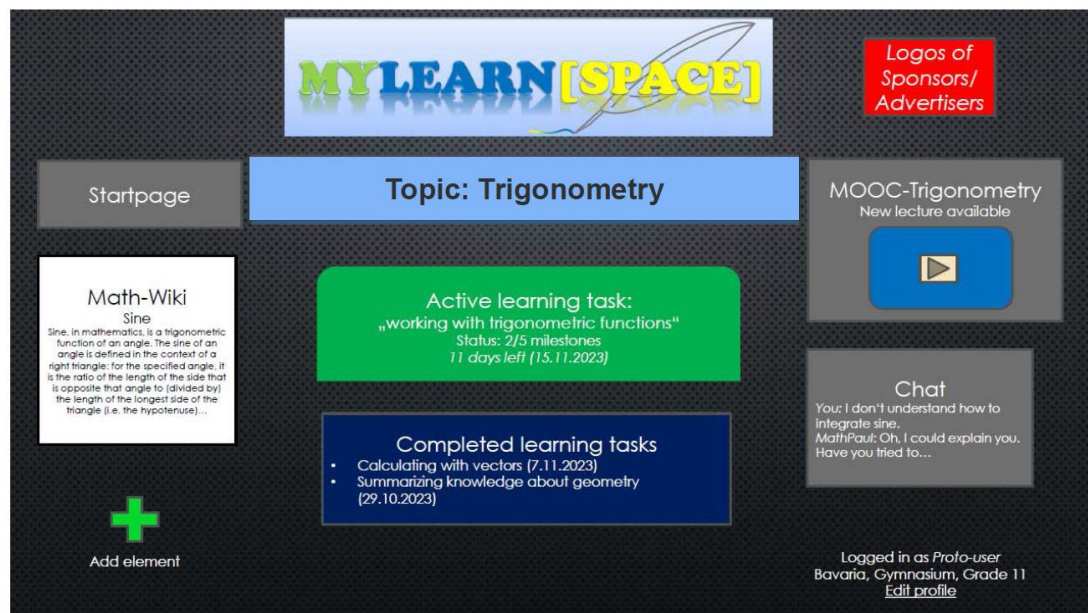 MYLEARN[SPACE]
Logos of
Sponsors/
Advertisers
Startpage
Topic: Trigonometry
MOOC-Trigonometry
New lecture available
Math-Wiki
Sine
Sine, in mathematics, is a trigonometric
function of an angle. The sine of an
angle is defined in the context of a
right triangle: for the specified angle, it
is the ratio of the length of the side that
is opposite that angle to (divided by)
the length of the longest side of the
triangle (i.e. the hypotenuse)…
Active learning task:
„working with trigonometric functions“
Status: 2/5 milestones
11 days left (15.11.2023)
Completed learning tasks
• Calculating with vectors (7.11.2023)
• Summarizing knowledge about geometry
(29.10.2023)
Chat
You: I don't understand how to
integrate sine.
MathPaul: Oh, I could explain you.
Have you tried to…
Add element
Logged in as Proto-user
Bavaria, Gymnasium, Grade 11
Edit profile